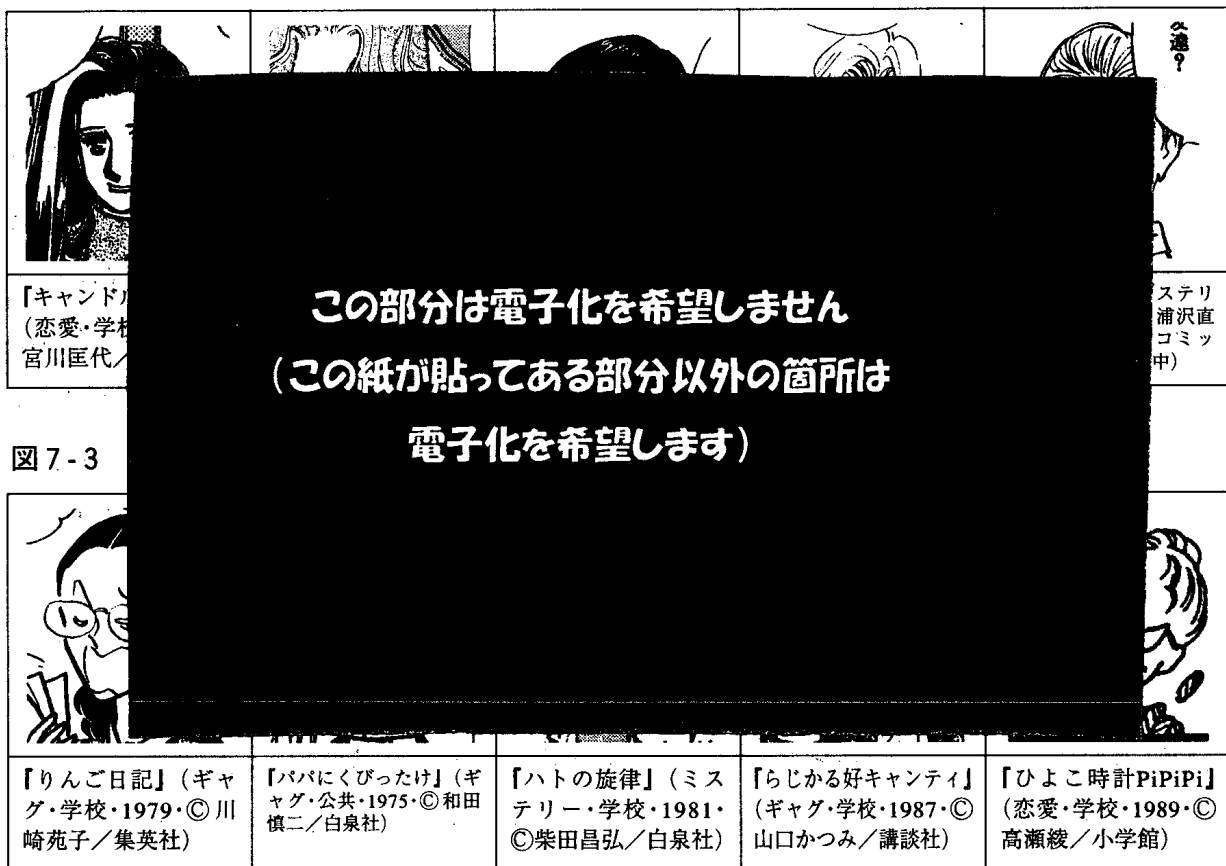 久遠?
『キャンドル
(恋愛・学校
宮川匡代/
ステリ
浦沢直
コミッ
中)
この部分は電子化を希望しません
(この紙が貼ってある部分以外の箇所は
電子化を希望します)
図7-3
『りんご日記』(ギャ
グ・学校・1979・©川
崎苑子/集英社)
『パパにくびったけ』(ギ
ャグ・公共・1975・©和田
慎二/白泉社)
『ハトの旋律』(ミス
テリー・学校・1981・
©柴田昌弘/白泉社)
『らじかる好キャンティ』
(ギャグ・学校・1987・©
山口かつみ/講談社)
『ひよこ時計PiPiPi』
(恋愛・学校・1989・©
高瀬綾/小学館)